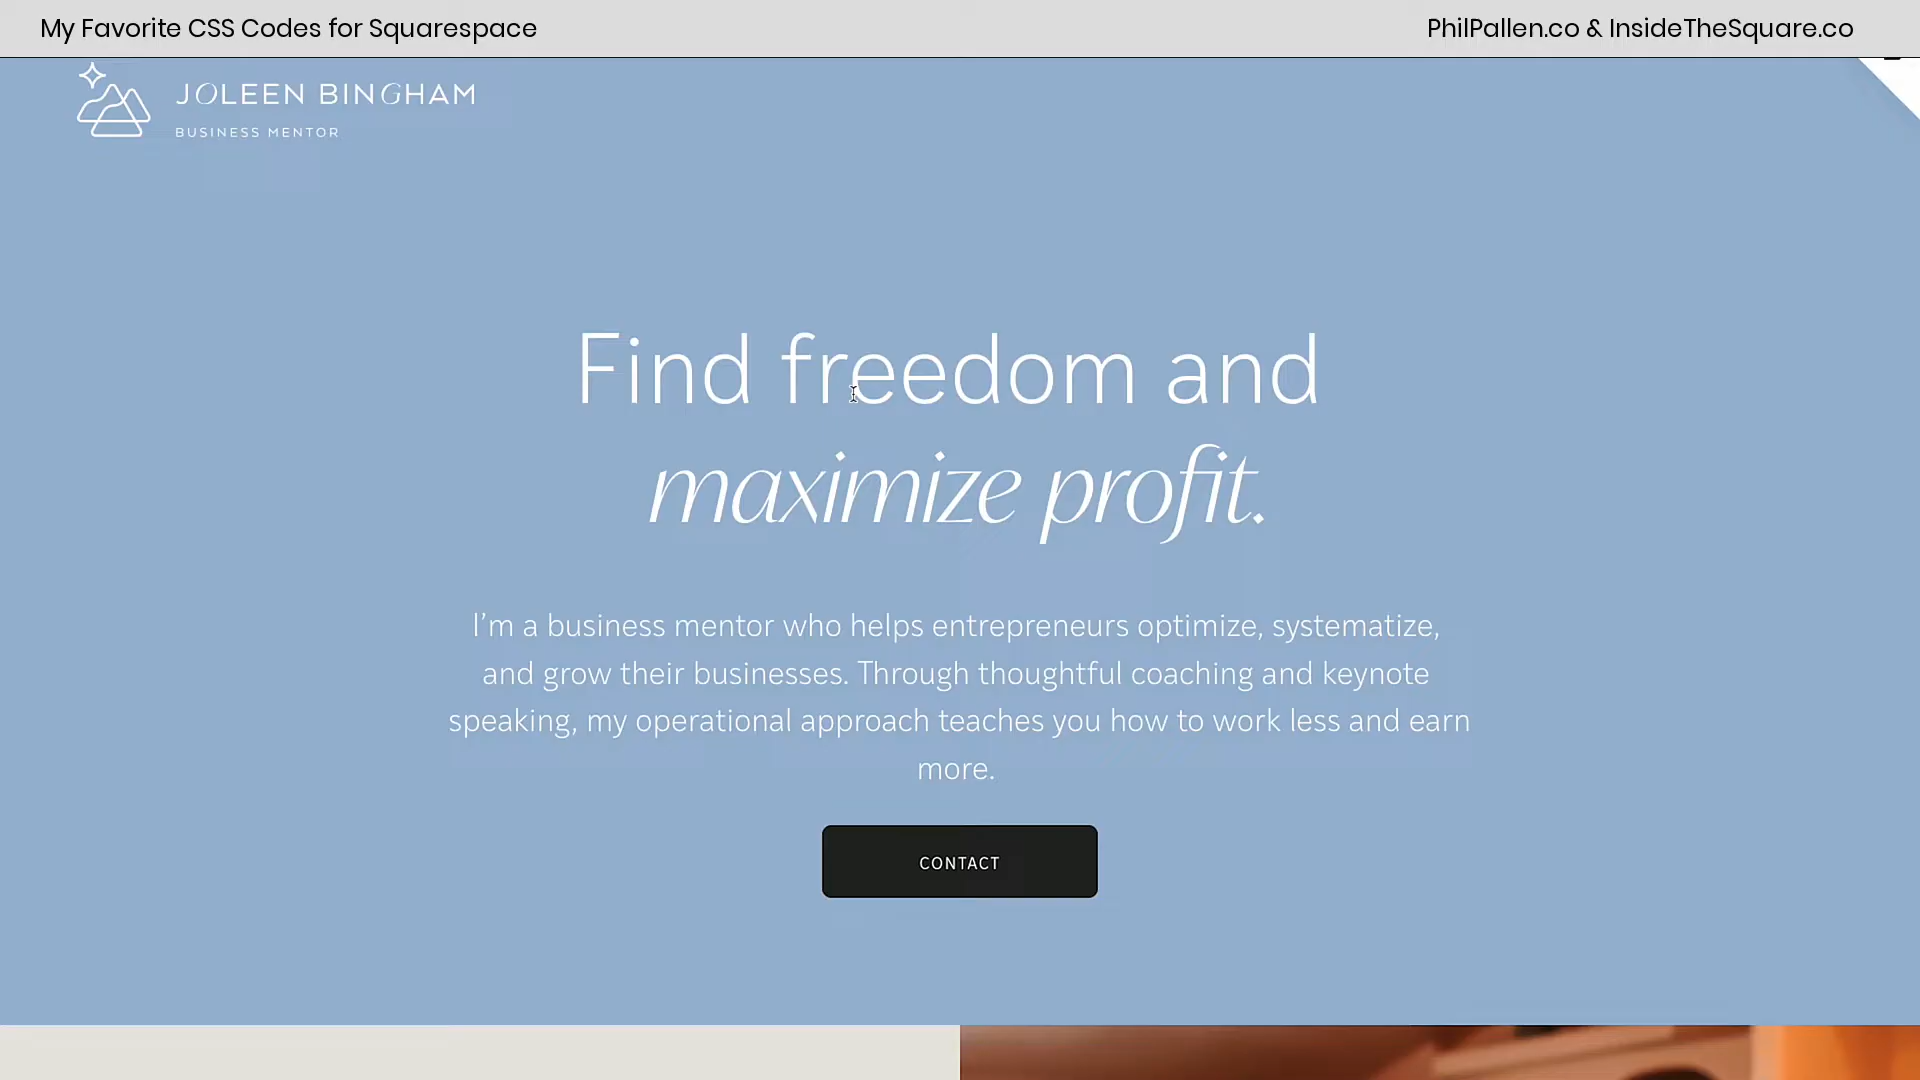 My Favorite CSS Codes for Squarespace
PhilPallen.co & InsideTheSquare.co
JOLEEN BINGHAM
BUSINESS MENTOR
Find freedom and
maximize profit.
I’m a business mentor who helps entrepreneurs optimize, systematize,
and grow their businesses. Through thoughtful coaching and keynote
speaking, my operational approach teaches you how to work less and earn
more.
CONTACT